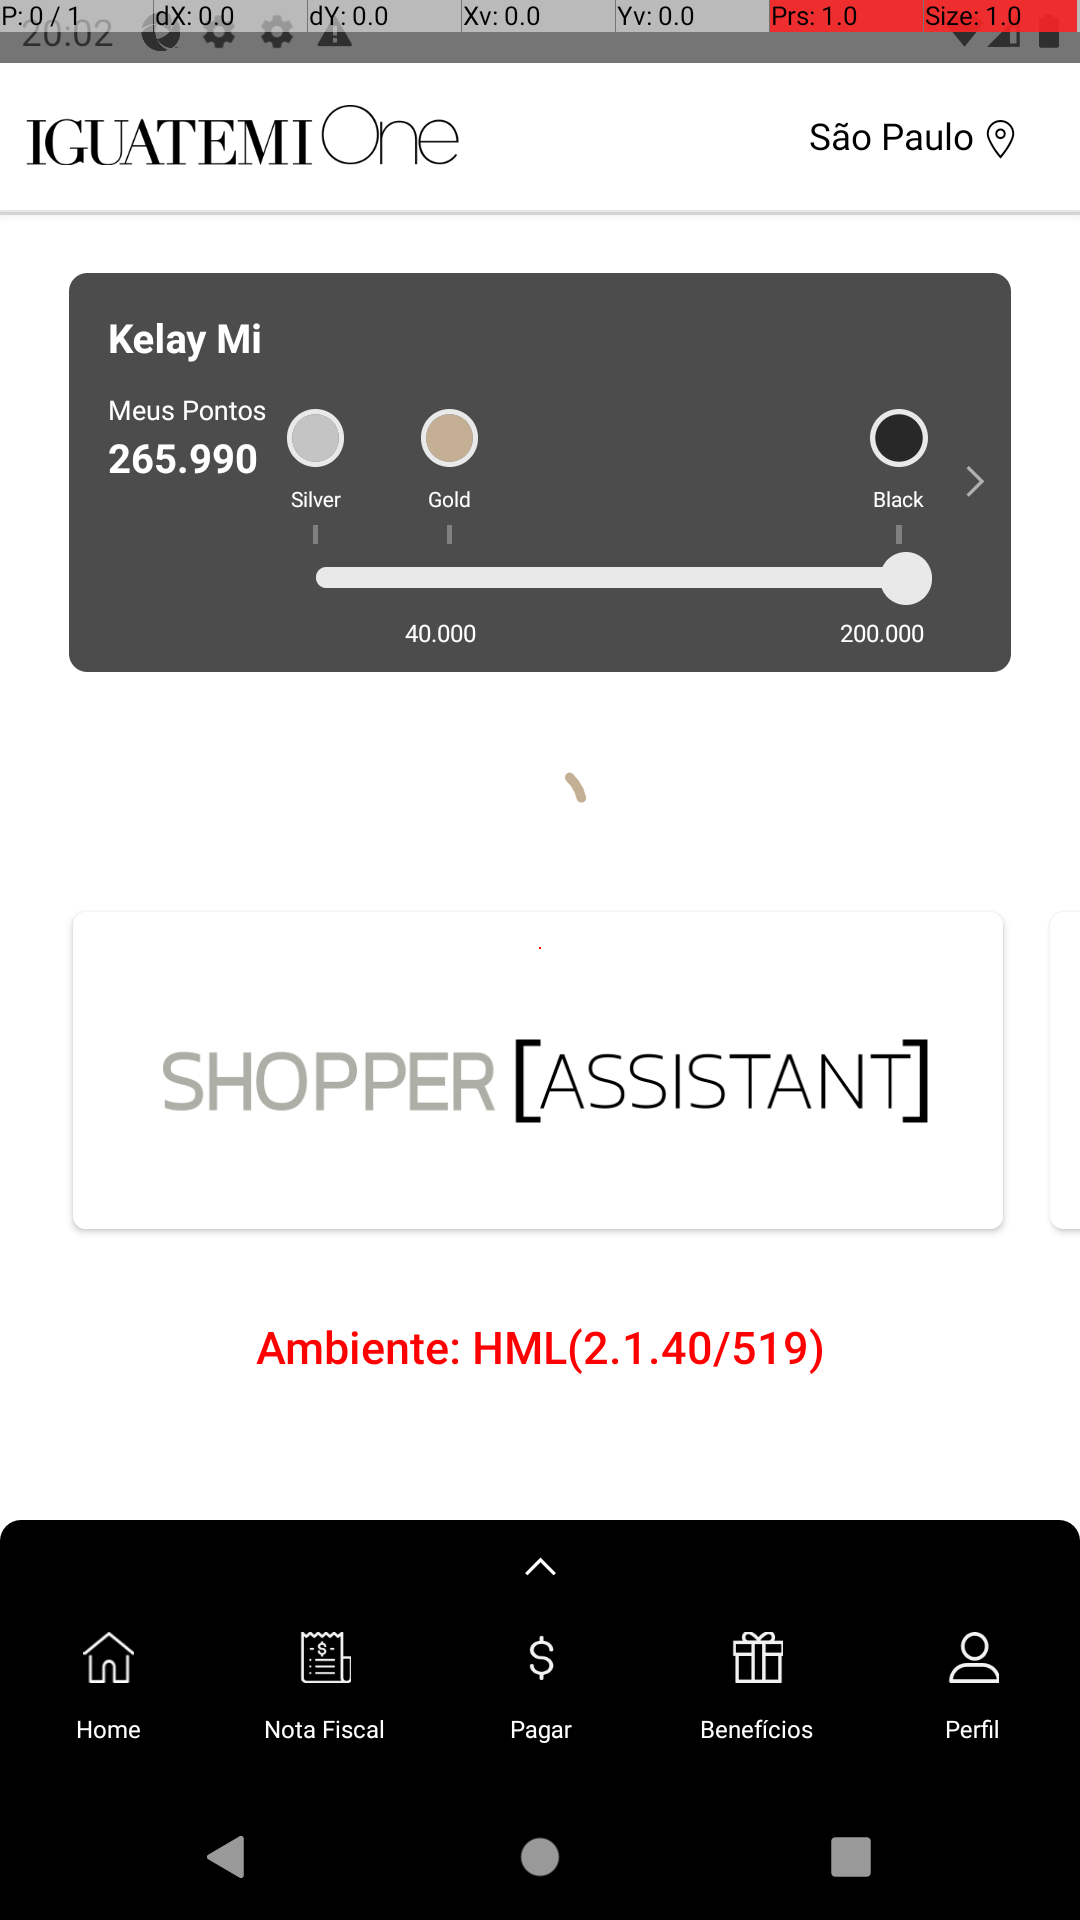 P: 0 / 1 dX: 0.0 dY: 0.0 Xv: 0.0 Yv: 0.0 Prs: 1.0 Size: 1.0
20:02
IGUATEMI One
São Paulo
Kelay Mi
Meus Pontos
265.990
Silver Gold Black
40.000 200.000
SHOPPER [ASSISTANT]
Ambiente: HML(2.1.40/519)
Home Nota Fiscal Pagar Benefícios Perfil